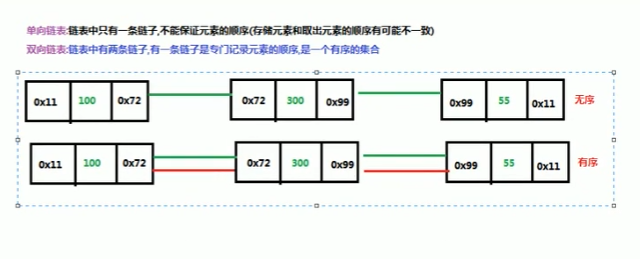 单向链表:链表中只有一条链子,不能保证元素的顺序(存储元素和取出元素的顺序有可能不一致)
双向链表:链表中有两条链子,有一条链子是专门记录元素的顺序,是一个有序的集合
0x11 100 0x72 0x72 300 0x99 0x99 55 0x11 无序
0x11 100 0x72 0x72 300 0x99 0x99 55 0x11 有序